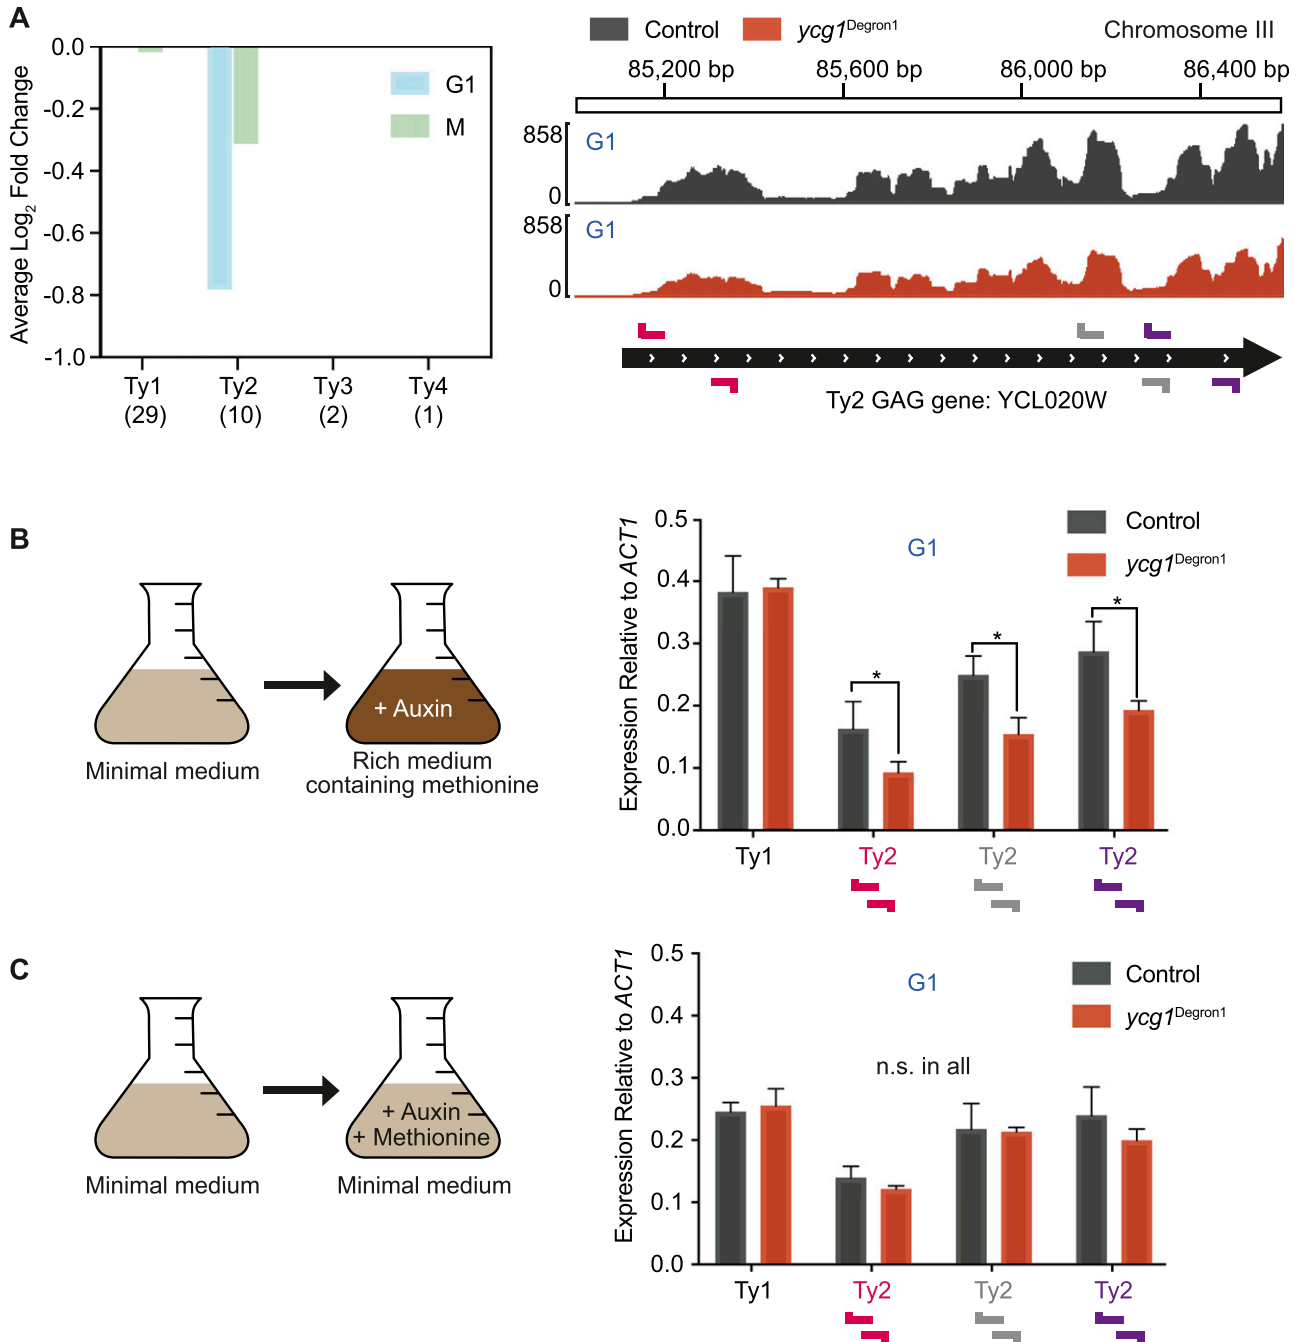 A
Average Log2 Fold Change
0.0
-0.2
-0.4
-0.6
-0.8
-1.0
G1
M
Ty1 Ty2 Ty3 Ty4
(29) (10) (2) (1)
Control ycg1Degron1 Chromosome III
85,200 bp 85,600 bp 86,000 bp 86,400 bp
858
G1
0
858
G1
0
Ty2 GAG gene: YCL020W
B
Minimal medium
+ Auxin
Rich medium
containing methionine
Expression Relative to ACT1
0.5
0.4
0.3
0.2
0.1
0.0
G1
Control
ycg1Degron1
* * *
Ty1 Ty2 Ty2 Ty2
C
Minimal medium
+ Auxin
+ Methionine
Minimal medium
Expression Relative to ACT1
0.5
0.4
0.3
0.2
0.1
0.0
G1
Control
ycg1Degron1
n.s. in all
Ty1 Ty2 Ty2 Ty2